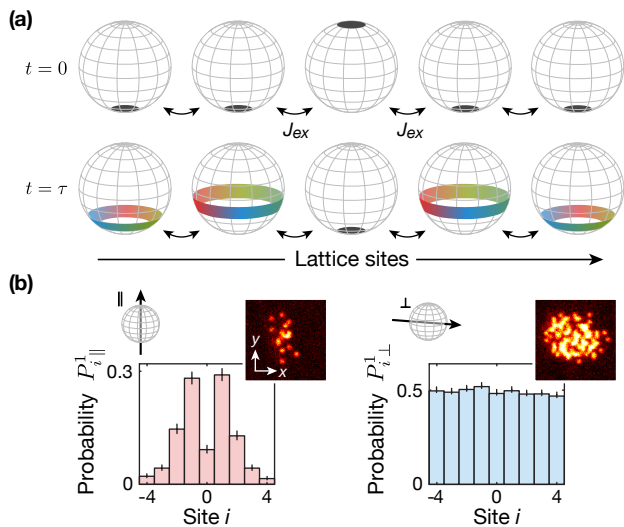 (a)
t = 0
J_ex J_ex
t = τ
Lattice sites
(b)
∥
y
x
Probability P^1_{i∥}
0.3
0
-4 0 4
Site i
⊥
Probability P^1_{i⊥}
0.5
0
-4 0 4
Site i